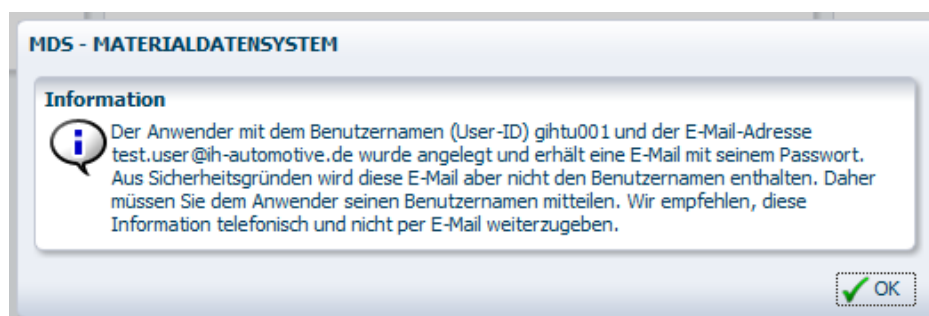 MDS - MATERIALDATENSYSTEM
Information
Der Anwender mit dem Benutzernamen (User-ID) gihtu001 und der E-Mail-Adresse
test.user@ih-automotive.de wurde angelegt und erhält eine E-Mail mit seinem Passwort.
Aus Sicherheitsgründen wird diese E-Mail aber nicht den Benutzernamen enthalten. Daher
müssen Sie dem Anwender seinen Benutzernamen mitteilen. Wir empfehlen, diese
Information telefonisch und nicht per E-Mail weiterzugeben.
OK